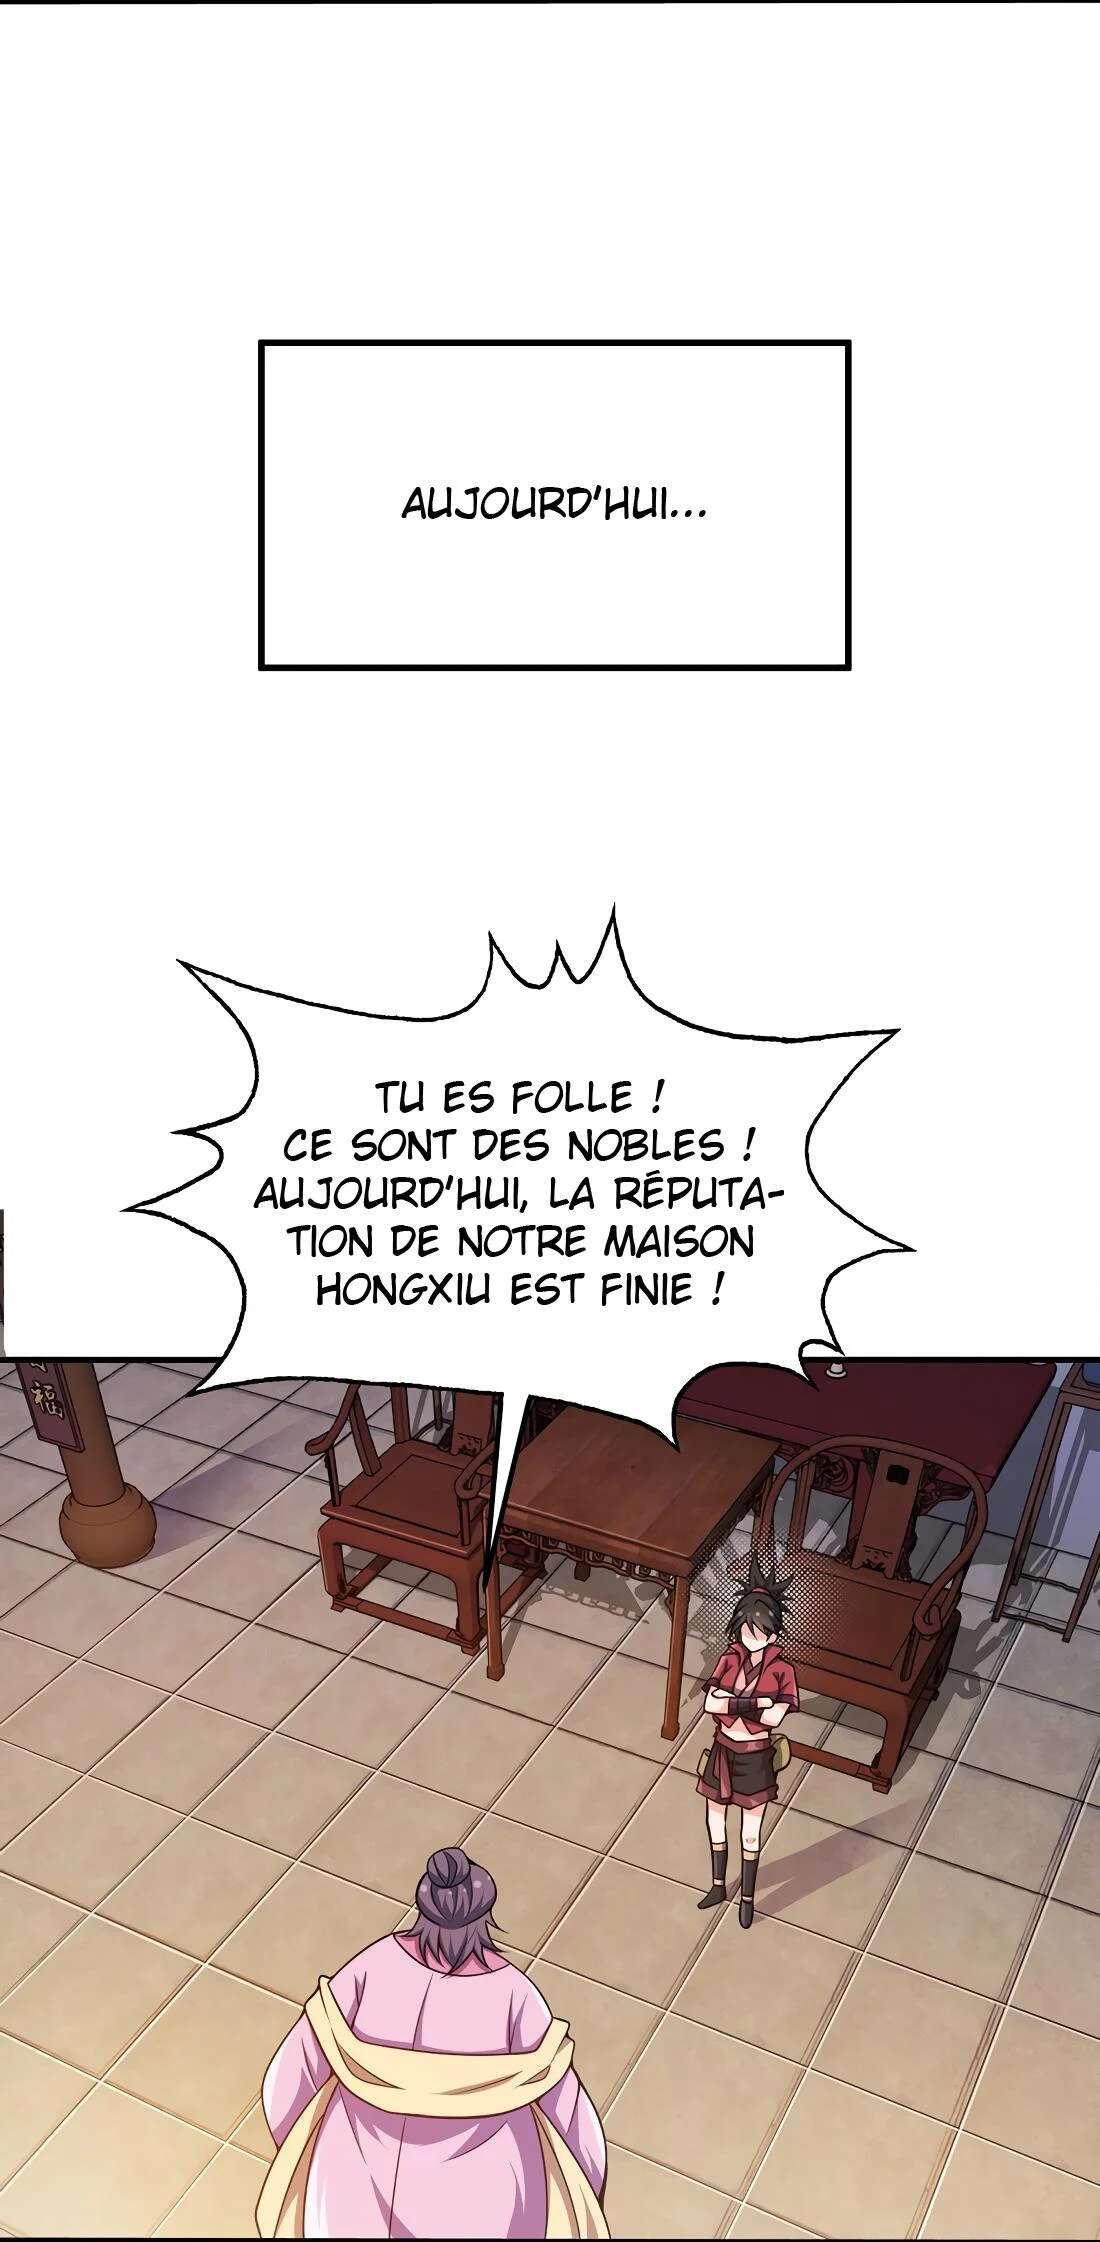 AUJOURD'HUI...
TU ES FOLLE !
CE SONT DES NOBLES !
AUJOURD'HUI, LA RÉPUTA-
TION DE NOTRE MAISON
HONGXIU EST FINIE !
福